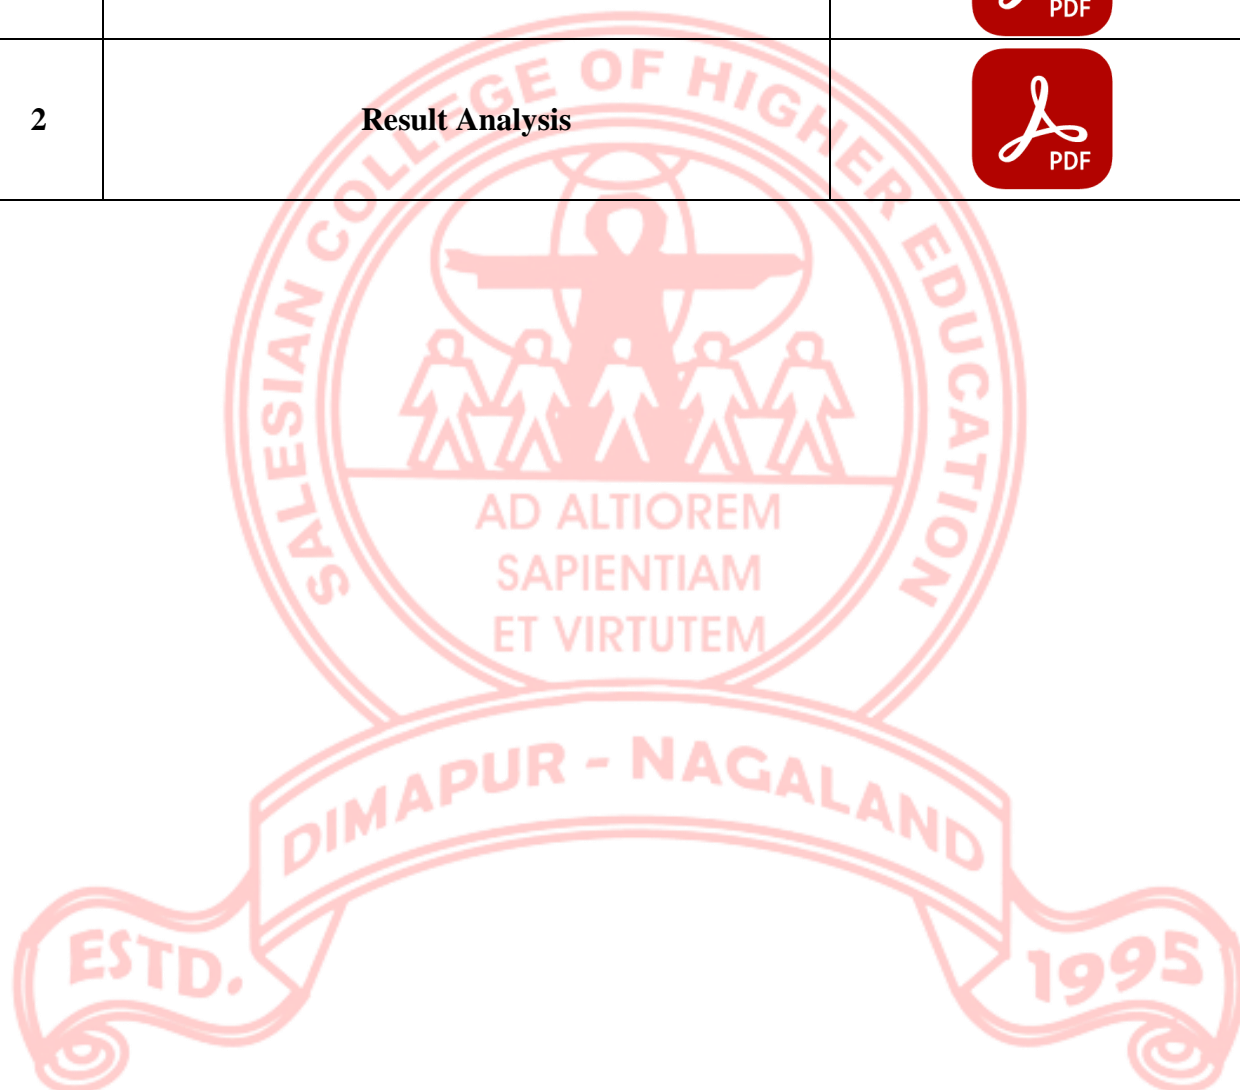 PDF
2 Result Analysis PDF
SALESIAN COLLEGE OF HIGHER EDUCATION
AD ALTIOREM
SAPIENTIAM
ET VIRTUTEM
DIMAPUR - NAGALAND
ESTD. 1995